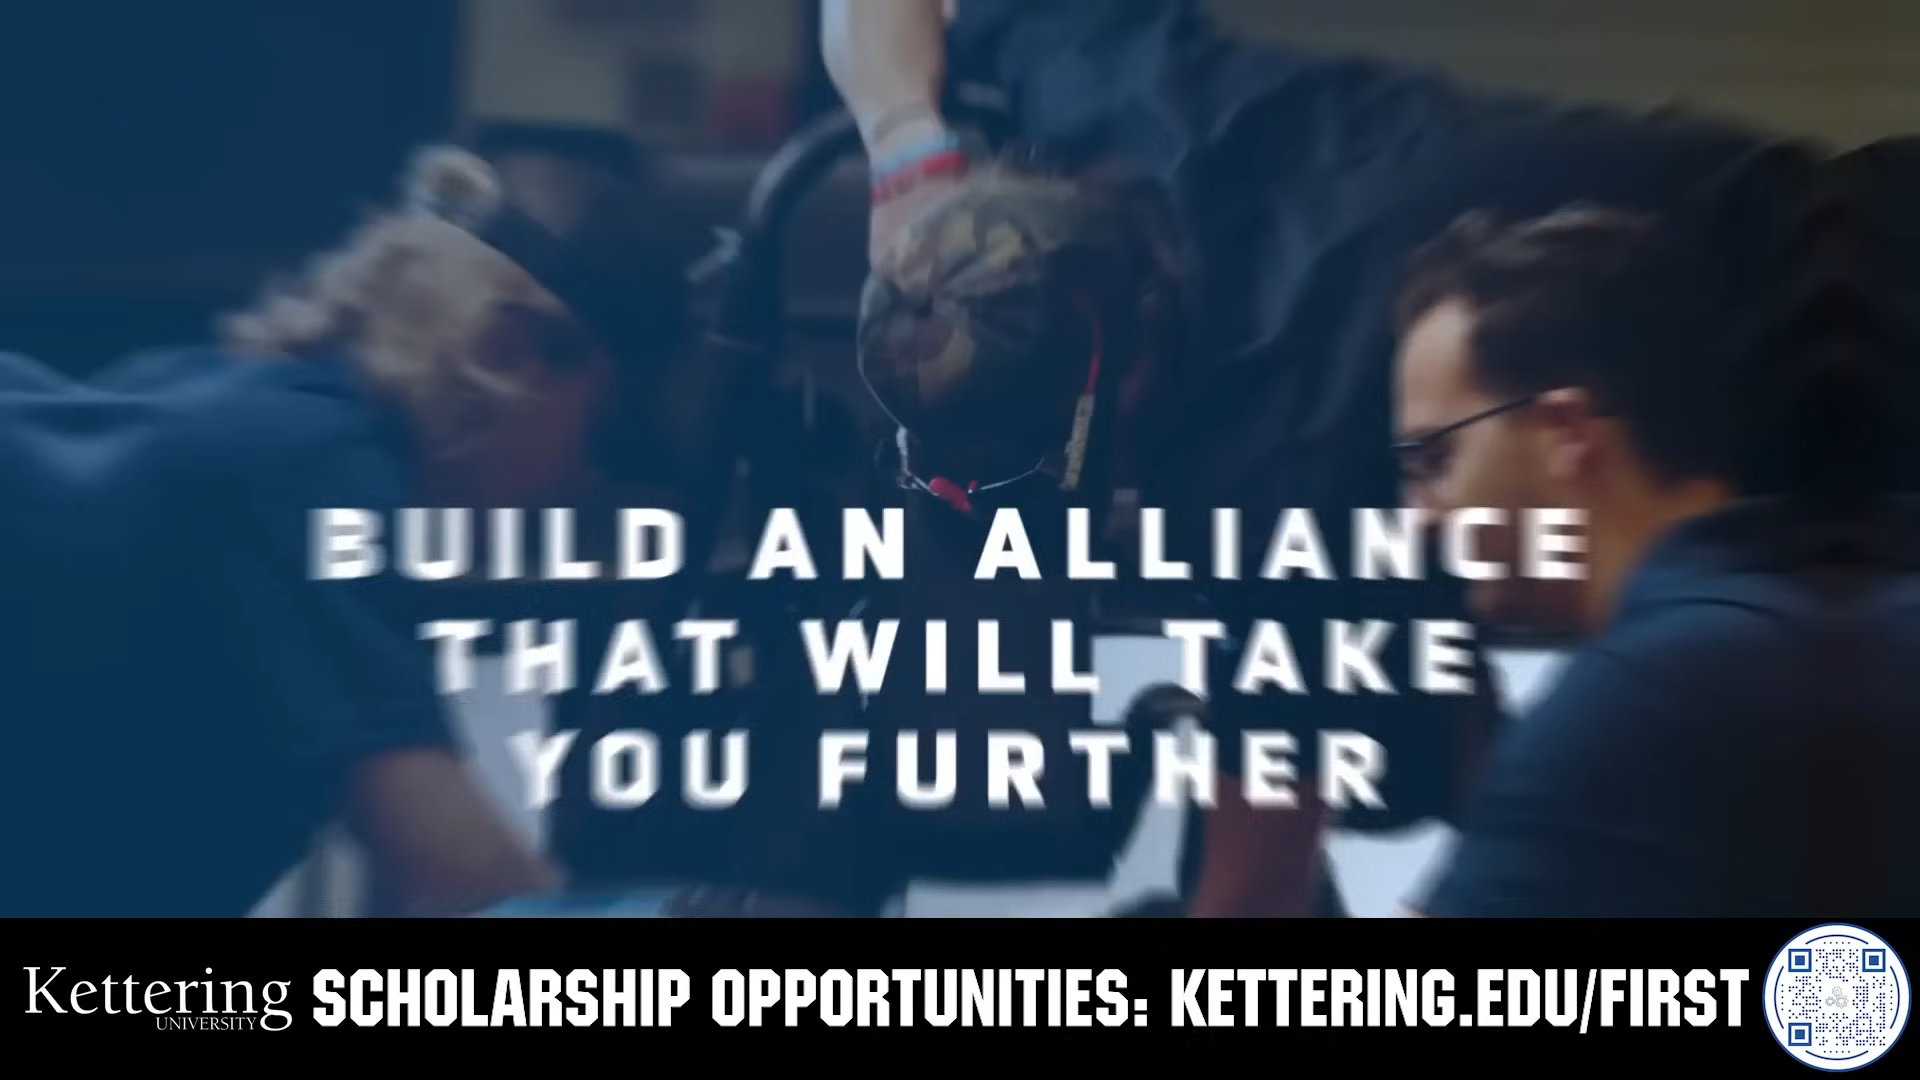 BUILD AN ALLIANCE
THAT WILL TAKE
YOU FURTHER
Kettering
UNIVERSITY
SCHOLARSHIP OPPORTUNITIES: KETTERING.EDU/FIRST